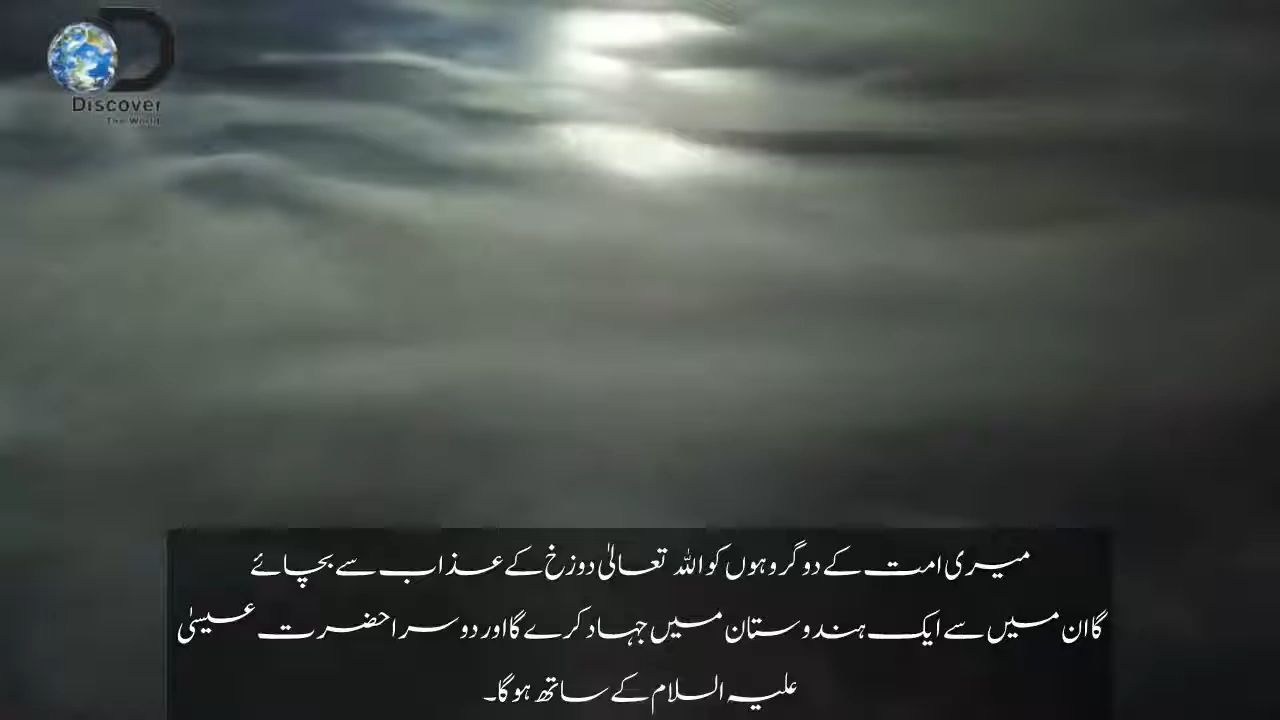 Discover
The World
میری امت کے دو گروہوں کو اللہ تعالیٰ دوزخ کے عذاب سے بچائے
گا ان میں سے ایک ہندوستان میں جہاد کرے گا اور دوسرا حضرت عیسیٰ
علیہ السلام کے ساتھ ہوگا۔